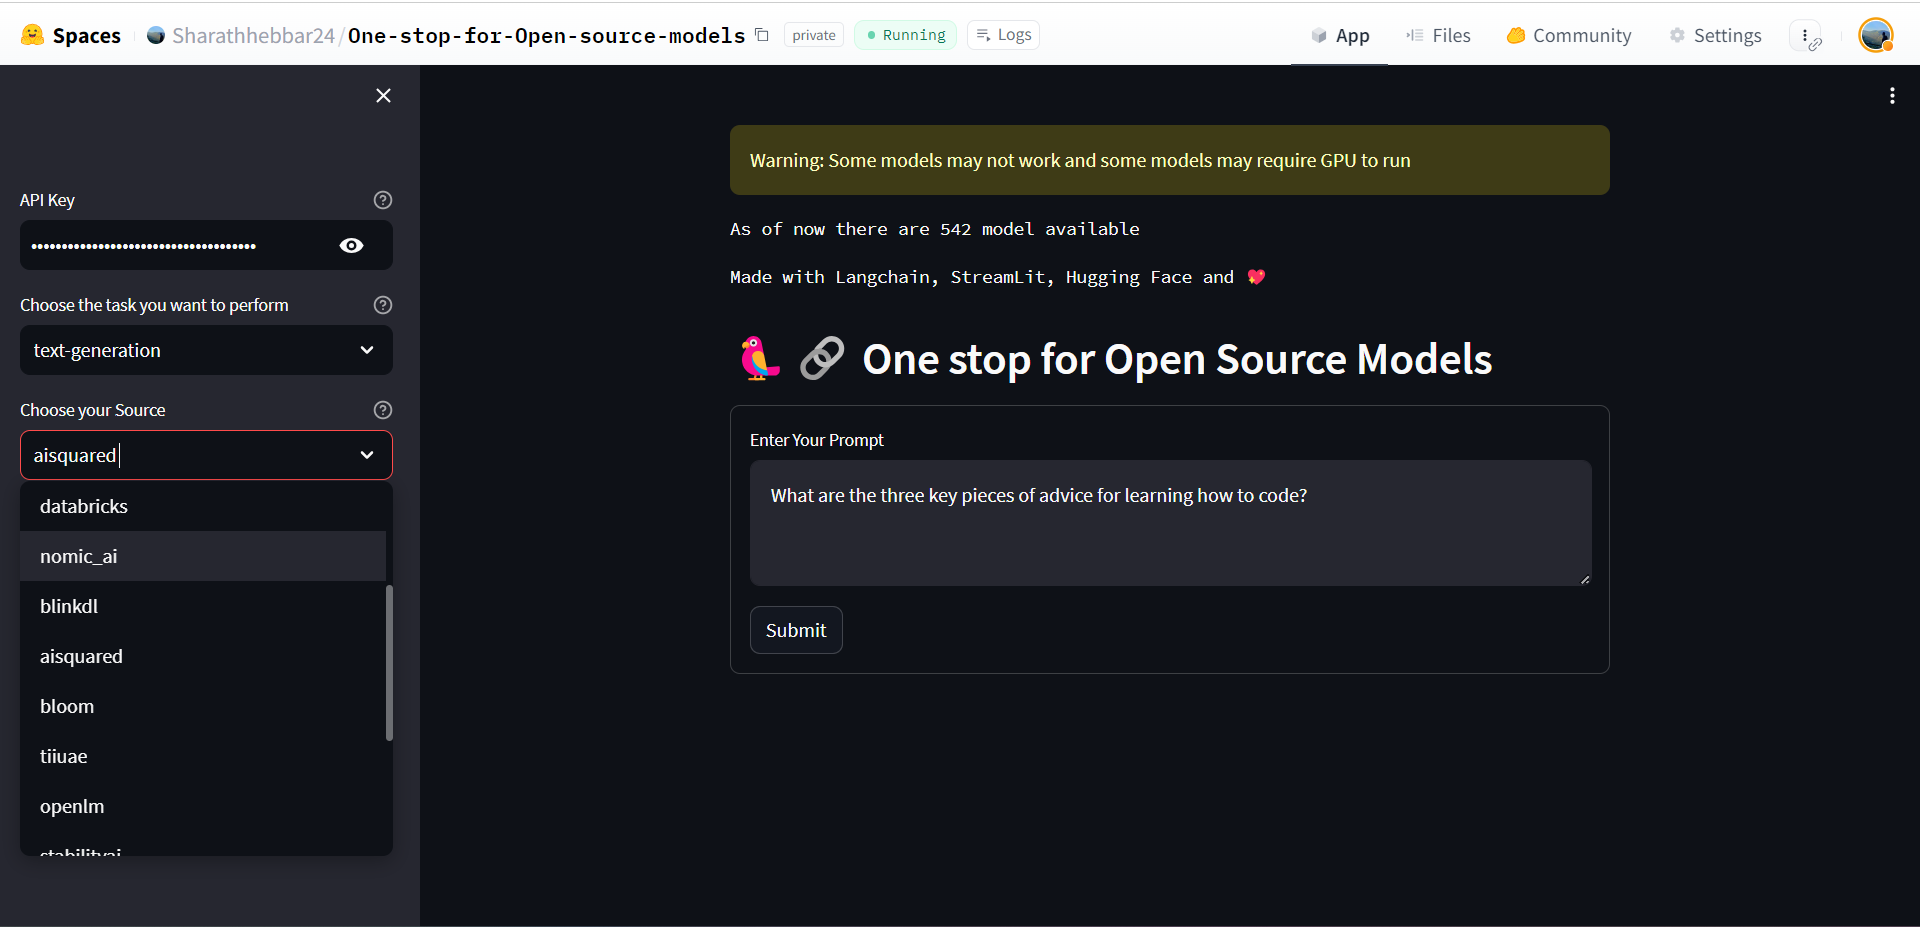 Spaces Sharathhebbar24/One-stop-for-Open-source-models private Running Logs App Files Community Settings
API Key
••••••••••••••••••••••••••••••••••••
Choose the task you want to perform
text-generation
Choose your Source
aisquared
databricks
nomic_ai
blinkdl
aisquared
bloom
tiiuae
openlm
stabilityai
Warning: Some models may not work and some models may require GPU to run
As of now there are 542 model available
Made with Langchain, StreamLit, Hugging Face and 💖
🦜 🔗 One stop for Open Source Models
Enter Your Prompt
What are the three key pieces of advice for learning how to code?
Submit